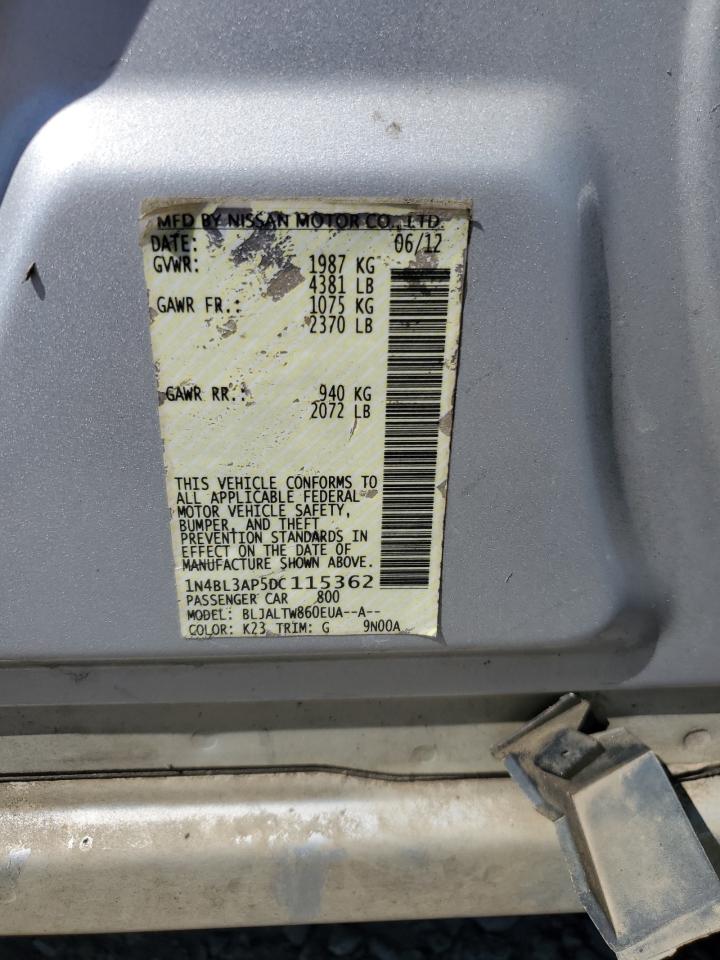 MFD BY NISSAN MOTOR CO., LTD.
DATE: 06/12
GVWR: 1987 KG
4381 LB
GAWR FR.: 1075 KG
2370 LB
GAWR RR.: 940 KG
2072 LB
THIS VEHICLE CONFORMS TO
ALL APPLICABLE FEDERAL
MOTOR VEHICLE SAFETY,
BUMPER, AND THEFT
PREVENTION STANDARDS IN
EFFECT ON THE DATE OF
MANUFACTURE SHOWN ABOVE.
1N4BL3AP5DC115362
PASSENGER CAR 800
MODEL: BLJALTW860EUA--A--
COLOR: K23 TRIM: G 9N00A